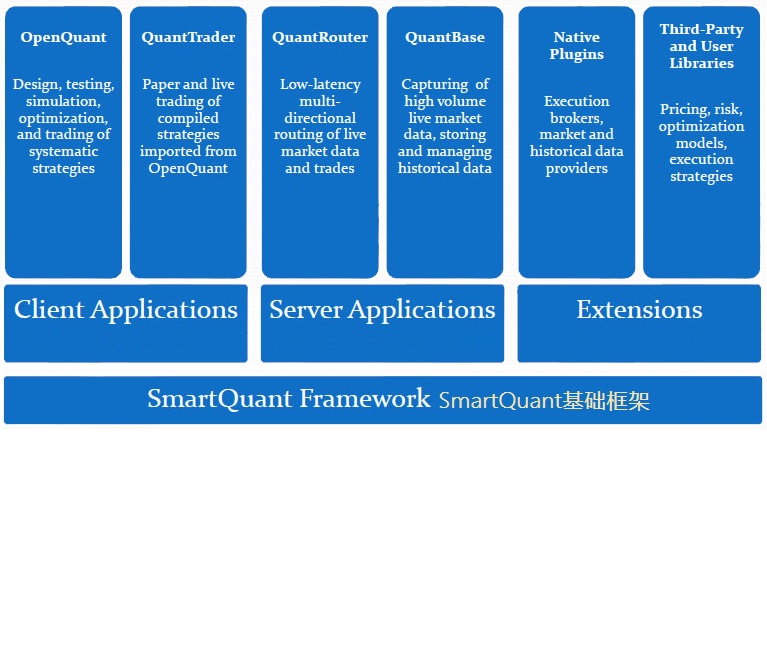 OpenQuant
Design, testing,
simulation,
optimization,
and trading of
systematic
strategies
QuantTrader
Paper and live
trading of
compiled
strategies
imported from
OpenQuant
QuantRouter
Low-latency
multi-
directional
routing of live
market data
and trades
QuantBase
Capturing of
high volume
live market
data, storing
and managing
historical data
Native
Plugins
Execution
brokers,
market and
historical data
providers
Third-Party
and User
Libraries
Pricing, risk,
optimization
models,
execution
strategies
Client Applications
Server Applications
Extensions
SmartQuant Framework SmartQuant基础框架